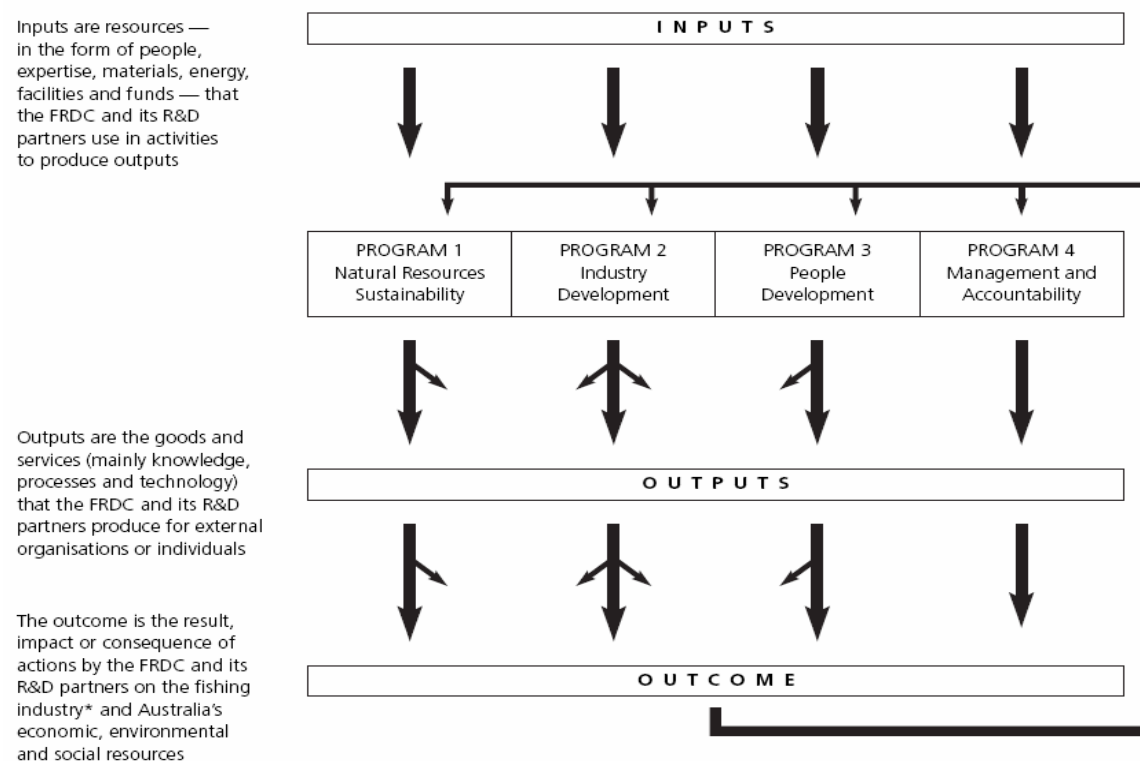 Inputs are resources —
in the form of people,
expertise, materials, energy,
facilities and funds — that
the FRDC and its R&D
partners use in activities
to produce outputs
INPUTS
PROGRAM 1
Natural Resources
Sustainability
PROGRAM 2
Industry
Development
PROGRAM 3
People
Development
PROGRAM 4
Management and
Accountability
Outputs are the goods and
services (mainly knowledge,
processes and technology)
that the FRDC and its R&D
partners produce for external
organisations or individuals
OUTPUTS
The outcome is the result,
impact or consequence of
actions by the FRDC and its
R&D partners on the fishing
industry* and Australia's
economic, environmental
and social resources
OUTCOME